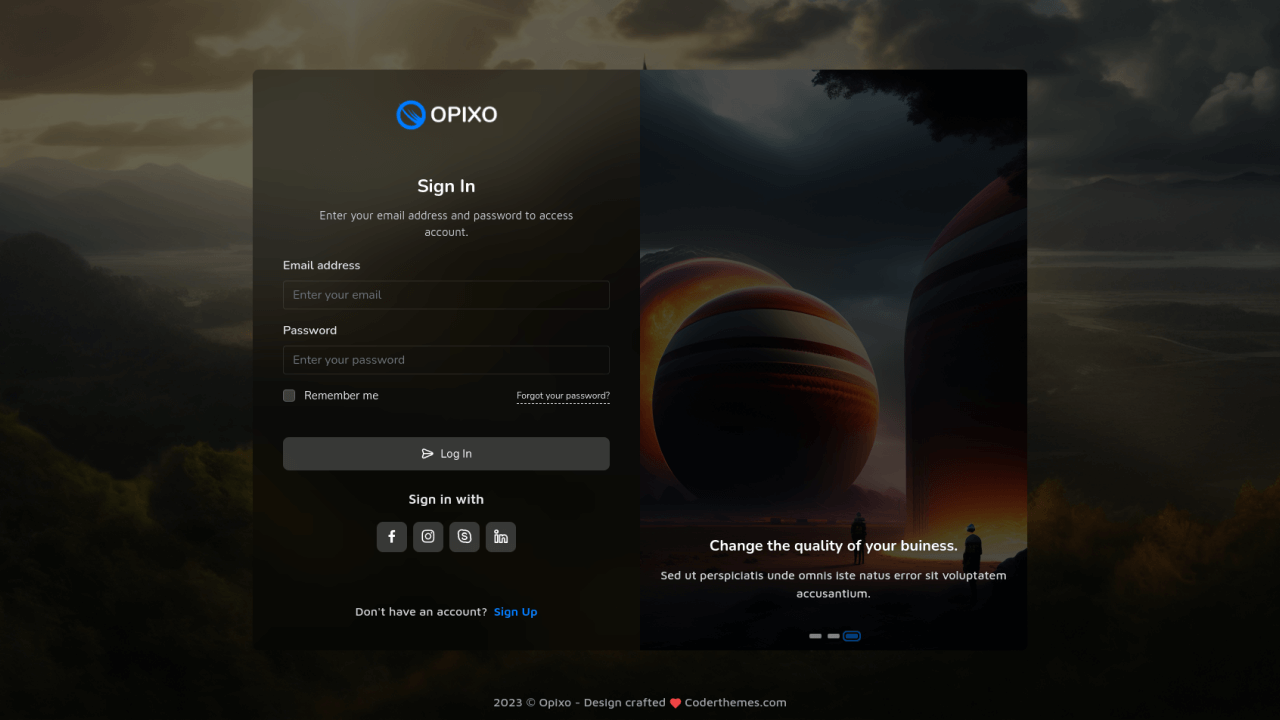 OPIXO
Sign In
Enter your email address and password to access
account.
Email address
Enter your email
Password
Enter your password
Remember me
Forgot your password?
Log In
Sign in with
Don't have an account? Sign Up
Change the quality of your buiness.
Sed ut perspiciatis unde omnis iste natus error sit voluptatem
accusantium.
2023 © Opixo - Design crafted ❤ Coderthemes.com